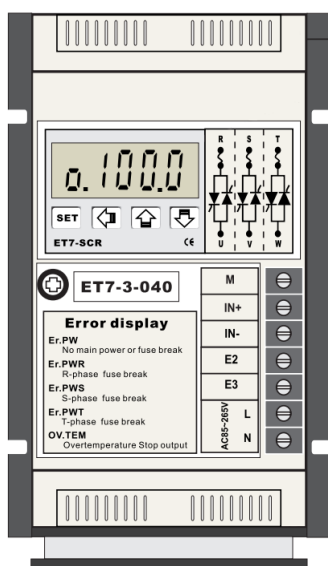 R S T
o.100.0
SET
ET7-SCR CE
U V W
ET7-3-040
Error display
Er.PW
No main power or fuse break
Er.PWR
R-phase fuse break
Er.PWS
S-phase fuse break
Er.PWT
T-phase fuse break
OV.TEM
Overtemperature Stop output
M
IN+
IN-
E2
E3
AC85~265V
L
N